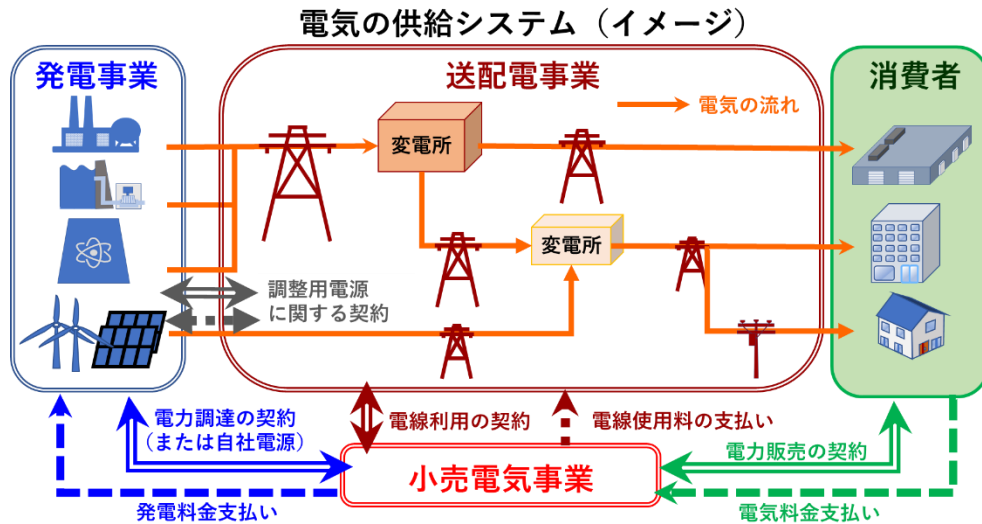 電気の供給システム（イメージ）
発電事業
送配電事業
消費者
電気の流れ
変電所
変電所
調整用電源
に関する契約
電力調達の契約
（または自社電源）
電線利用の契約
電線使用料の支払い
電力販売の契約
小売電気事業
発電料金支払い
電気料金支払い